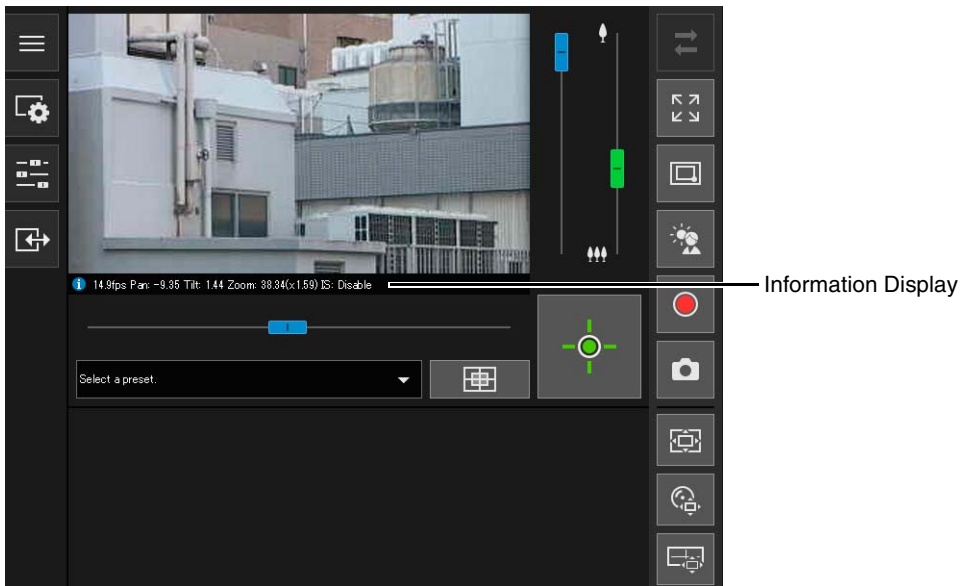 14.9fps Pan: -9.35 Tilt: 1.44 Zoom: 38.34(x1.59) IS: Disable
Information Display
Select a preset.